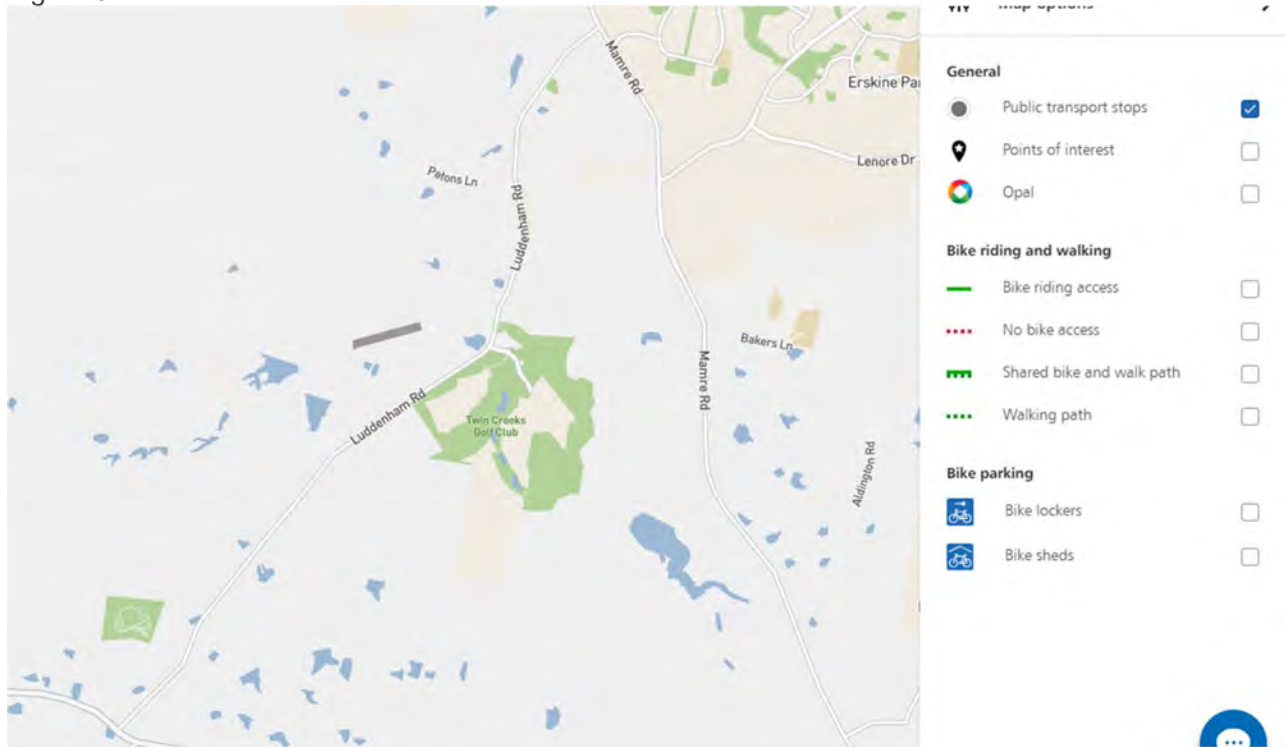 Mamre Rd
Erskine
Lenore Dr
Patons Ln
Luddenham Rd
Bakers Ln
Mamre Rd
Luddenham Rd
Twin Creeks
Golf Club
Aldington Rd
Map options
General
Public transport stops
Points of interest
Opal
Bike riding and walking
Bike riding access
No bike access
Shared bike and walk path
Walking path
Bike parking
Bike lockers
Bike sheds